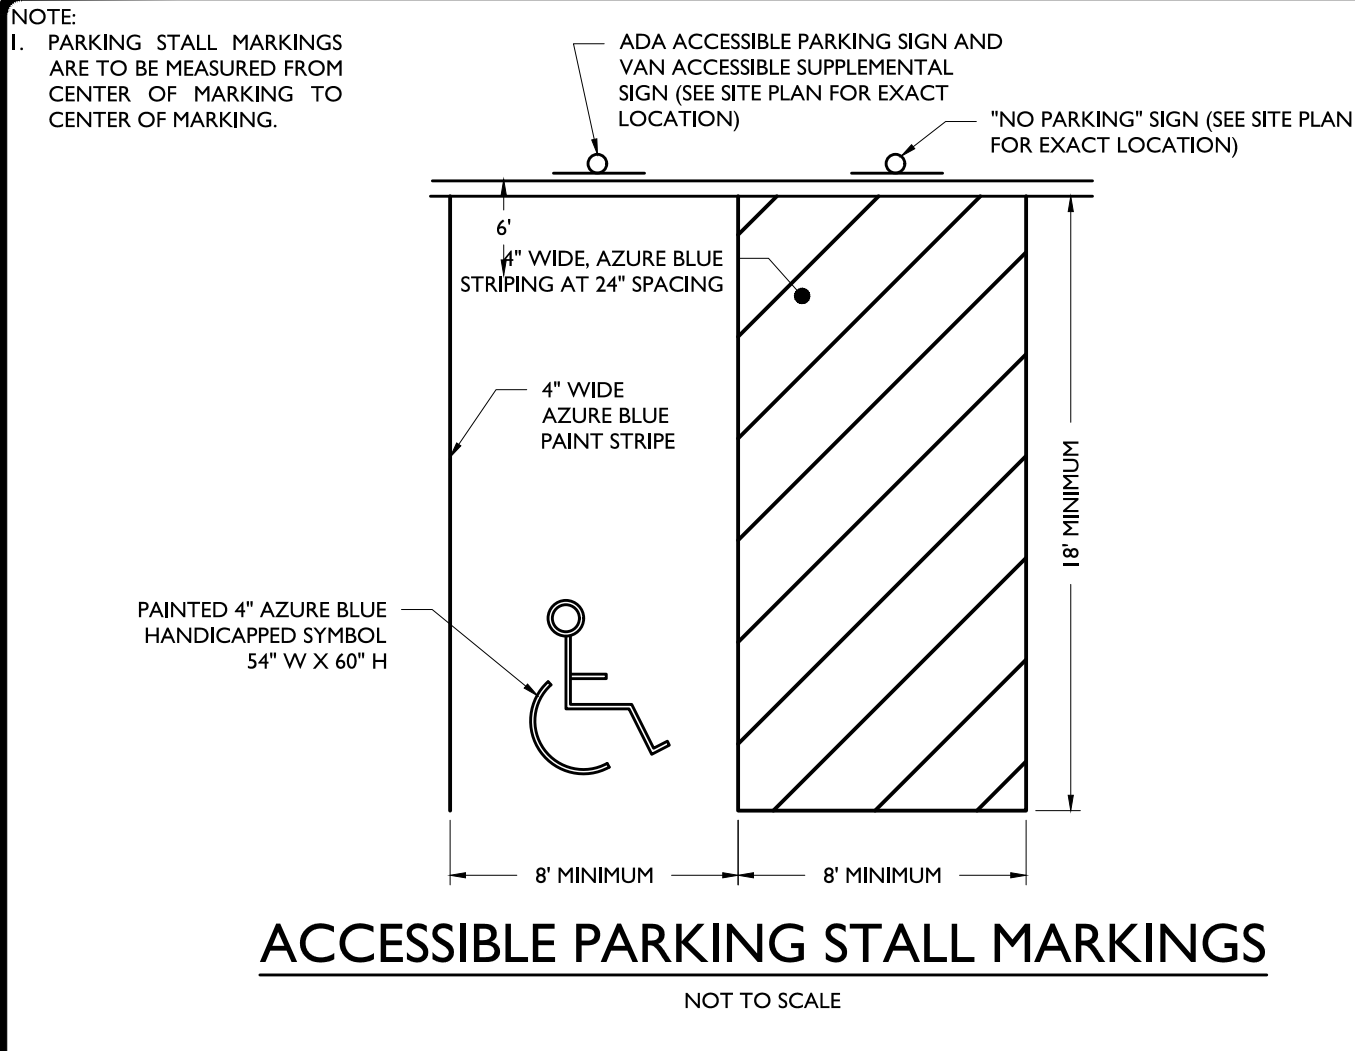 NOTE:
1. PARKING STALL MARKINGS
ARE TO BE MEASURED FROM
CENTER OF MARKING TO
CENTER OF MARKING.
ADA ACCESSIBLE PARKING SIGN AND
VAN ACCESSIBLE SUPPLEMENTAL
SIGN (SEE SITE PLAN FOR EXACT
LOCATION)
"NO PARKING" SIGN (SEE SITE PLAN
FOR EXACT LOCATION)
6'
4" WIDE, AZURE BLUE
STRIPING AT 24" SPACING
4" WIDE
AZURE BLUE
PAINT STRIPE
18' MINIMUM
PAINTED 4" AZURE BLUE
HANDICAPPED SYMBOL
54" W X 60" H
8' MINIMUM
8' MINIMUM
ACCESSIBLE PARKING STALL MARKINGS
NOT TO SCALE